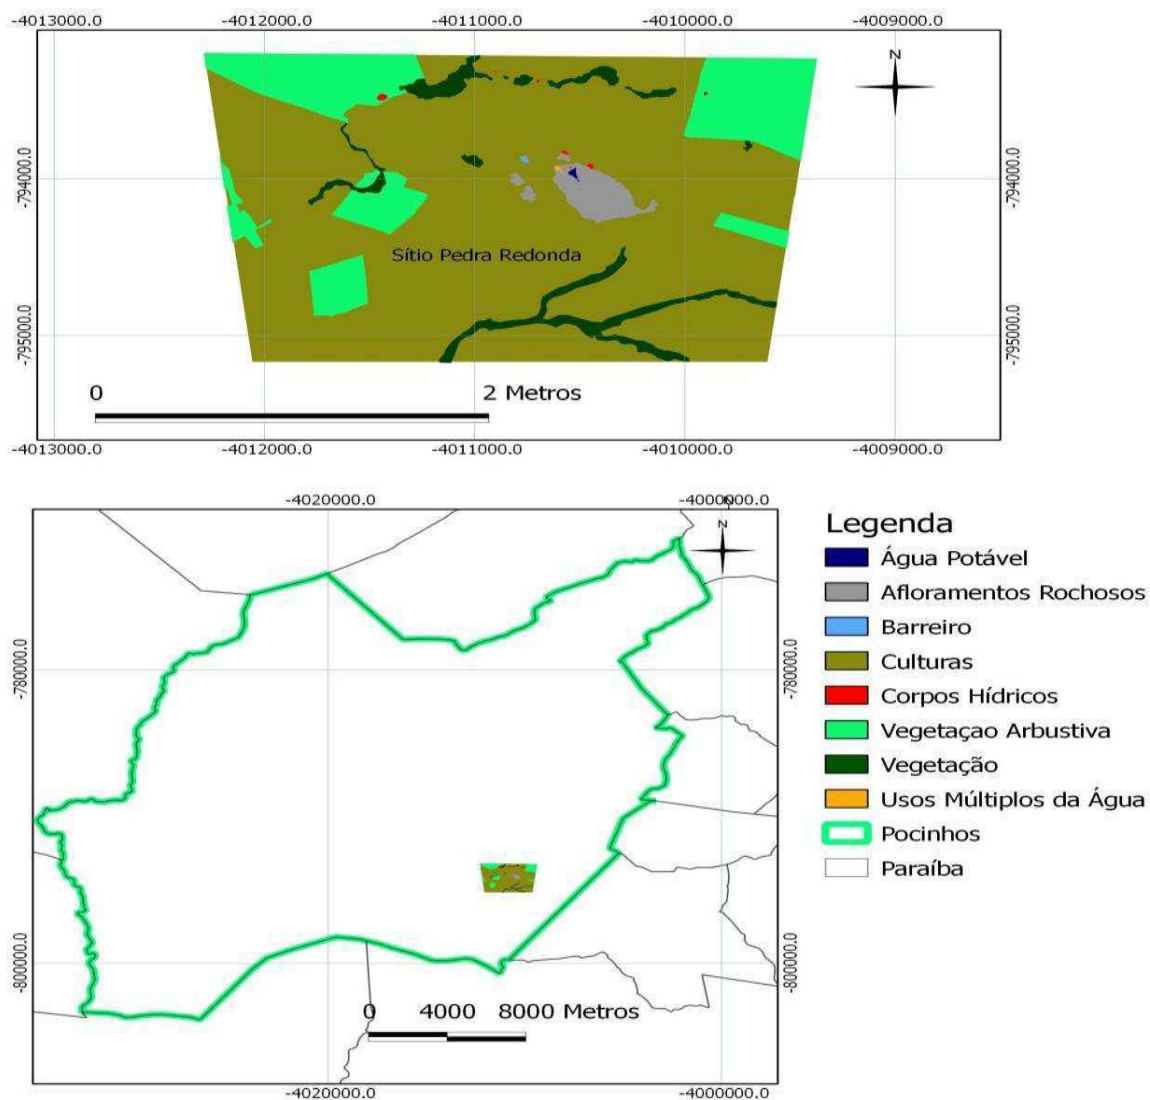 -4013000.0 -4012000.0 -4011000.0 -4010000.0 -4009000.0
N
-794000.0 -794000.0
Sítio Pedra Redonda
-795000.0 -795000.0
0 2 Metros
-4013000.0 -4012000.0 -4011000.0 -4010000.0 -4009000.0
-4020000.0 -4000000.0
N
Legenda
Água Potável
Afloramentos Rochosos
Barreiro
Culturas
Corpos Hídricos
Vegetaçao Arbustiva
Vegetação
Usos Múltiplos da Água
Pocinhos
Paraíba
-780000.0 -780000.0
-800000.0 -800000.0
0 4000 8000 Metros
-4020000.0 -4000000.0